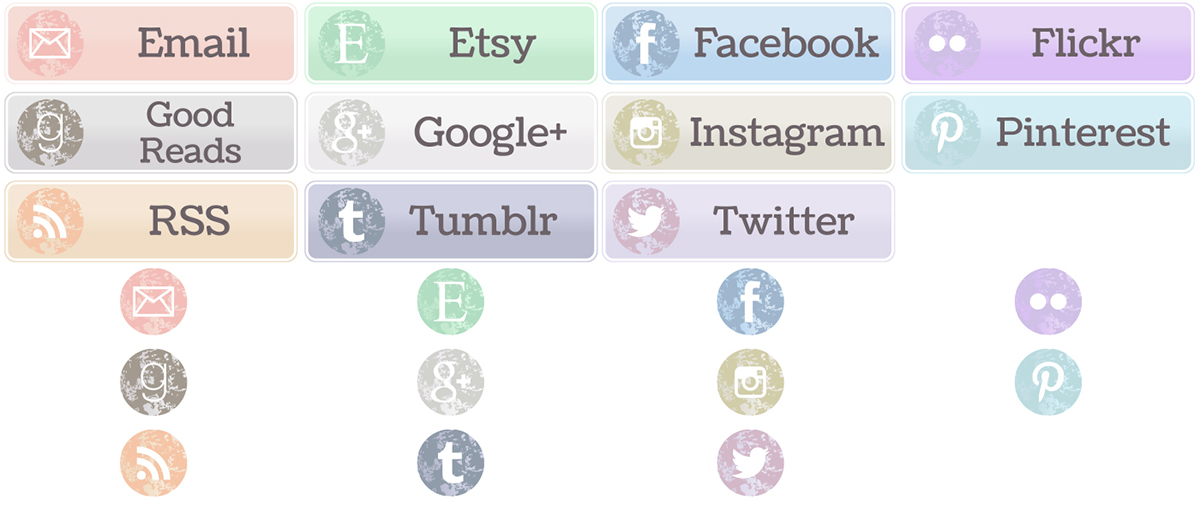 Email
Etsy
Facebook
Flickr
Good
Reads
Google+
Instagram
Pinterest
RSS
Tumblr
Twitter